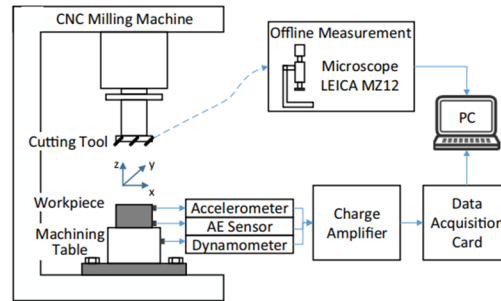 CNC Milling Machine
Offline Measurement
Microscope
LEICA MZ12
PC
Cutting Tool
z
y
x
Workpiece
Machining
Table
Accelerometer
AE Sensor
Dynamometer
Charge
Amplifier
Data
Acquisition
Card